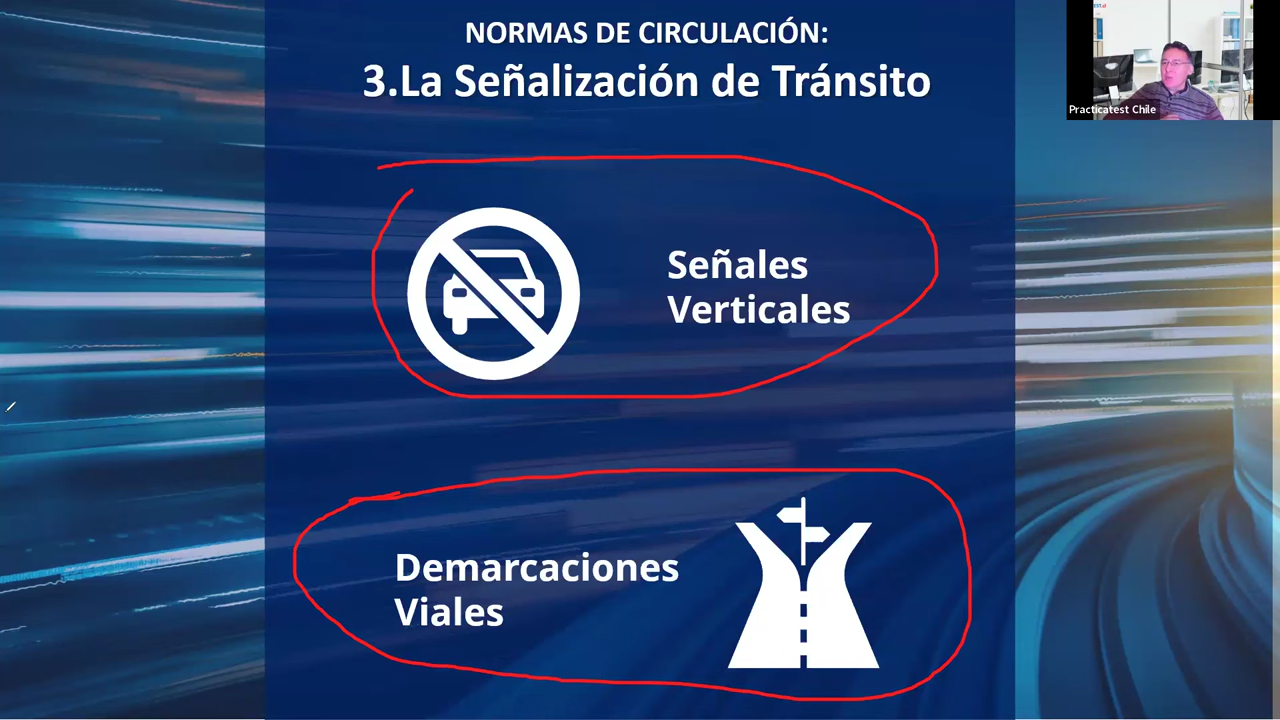 NORMAS DE CIRCULACIÓN:
3.La Señalización de Tránsito
Practicatest Chile
Señales
Verticales
Demarcaciones
Viales